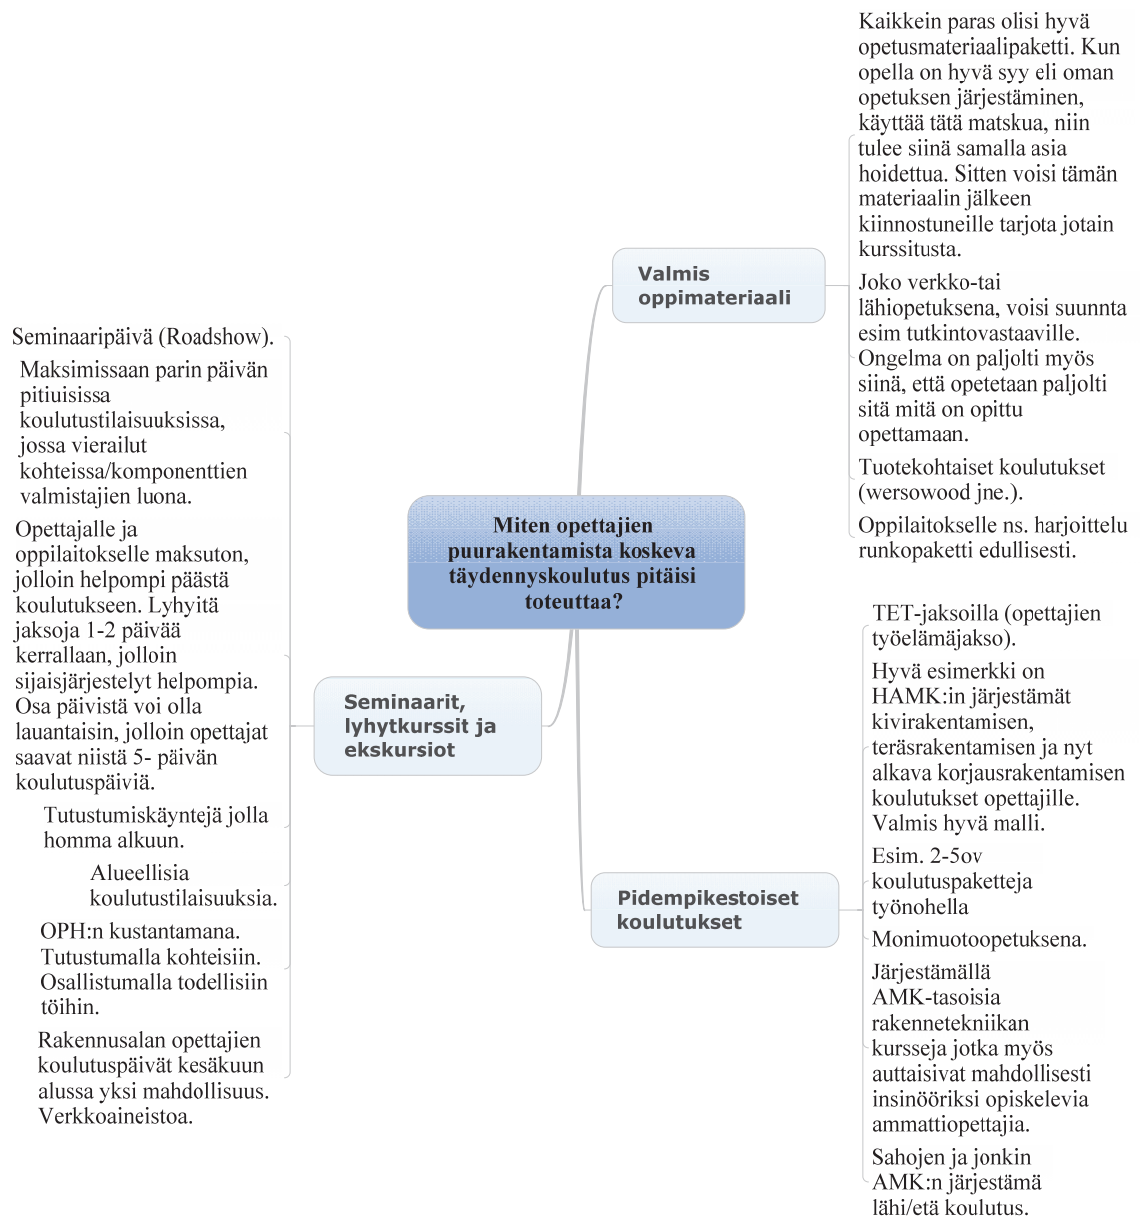 Miten opettajien
puurakentamista koskeva
täydennyskoulutus pitäisi
toteuttaa?
Valmis
oppimateriaali
Kaikkein paras olisi hyvä
opetusmateriaalipaketti. Kun
opella on hyvä syy eli oman
opetuksen järjestäminen,
käyttää tätä matskua, niin
tulee siinä samalla asia
hoidettua. Sitten voisi tämän
materiaalin jälkeen
kiinnostuneille tarjota jotain
kurssitusta.
Joko verkko-tai
lähiopetuksena, voisi suunnta
esim tutkintovastaaville.
Ongelma on paljolti myös
siinä, että opetetaan paljolti
sitä mitä on opittu
opettamaan.
Tuotekohtaiset koulutukset
(wersowood jne.).
Oppilaitokselle ns. harjoittelu
runkopaketti edullisesti.
Pidempikestoiset
koulutukset
TET-jaksoilla (opettajien
työelämäjakso).
Hyvä esimerkki on
HAMK:in järjestämät
kivirakentamisen,
teräsrakentamisen ja nyt
alkava korjausrakentamisen
koulutukset opettajille.
Valmis hyvä malli.
Esim. 2-5ov
koulutuspaketteja
työnohella
Monimuotoopetuksena.
Järjestämällä
AMK-tasoisia
rakennetekniikan
kursseja jotka myös
auttaisivat mahdollisesti
insinööriksi opiskelevia
ammattiopettajia.
Sahojen ja jonkin
AMK:n järjestämä
lähi/etä koulutus.
Seminaarit,
lyhytkurssit ja
ekskursiot
Seminaaripäivä (Roadshow).
Maksimissaan parin päivän
pitiuisissa
koulutustilaisuuksissa,
jossa vierailut
kohteissa/komponenttien
valmistajien luona.
Opettajalle ja
oppilaitokselle maksuton,
jolloin helpompi päästä
koulutukseen. Lyhyitä
jaksoja 1-2 päivää
kerrallaan, jolloin
sijaisjärjestelyt helpompia.
Osa päivistä voi olla
lauantaisin, jolloin opettajat
saavat niistä 5- päivän
koulutuspäiviä.
Tutustumiskäyntejä jolla
homma alkuun.
Alueellisia
koulutustilaisuuksia.
OPH:n kustantamana.
Tutustumalla kohteisiin.
Osallistumalla todellisiin
töihin.
Rakennusalan opettajien
koulutuspäivät kesäkuun
alussa yksi mahdollisuus.
Verkkoaineistoa.